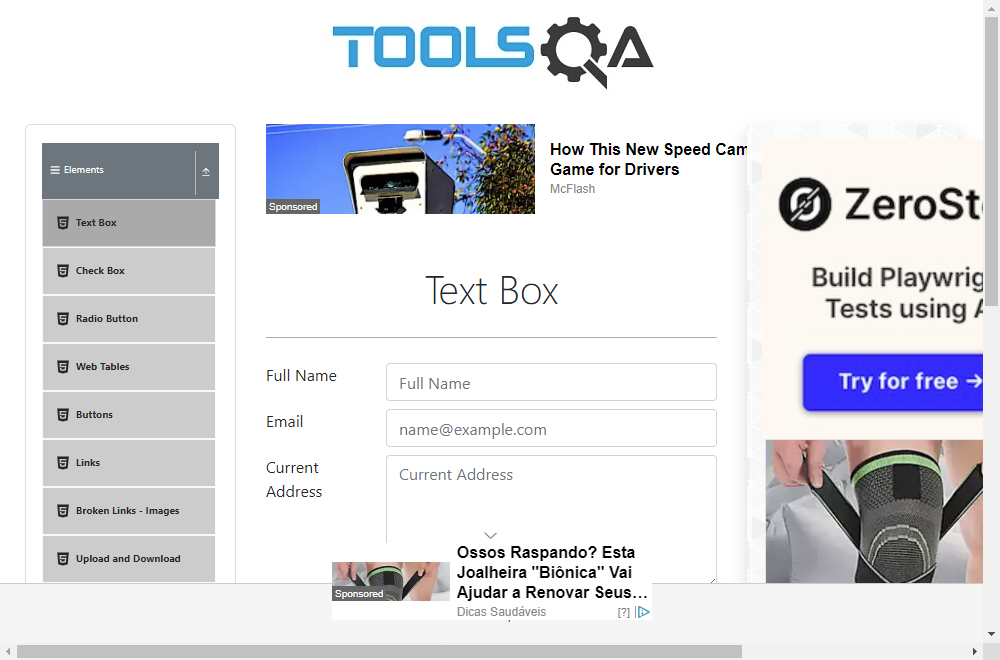 TOOLSQA
Elements
Text Box
Check Box
Radio Button
Web Tables
Buttons
Links
Broken Links - Images
Upload and Download
Sponsored
How This New Speed Cam
Game for Drivers
McFlash
Text Box
Full Name
Full Name
Email
name@example.com
Current
Address
Current Address
ZeroSt
Build Playwrig
Tests using A
Try for free →
Sponsored
Ossos Raspando? Esta
Joalheira "Biônica" Vai
Ajudar a Renovar Seus...
Dicas Saudáveis
[?]